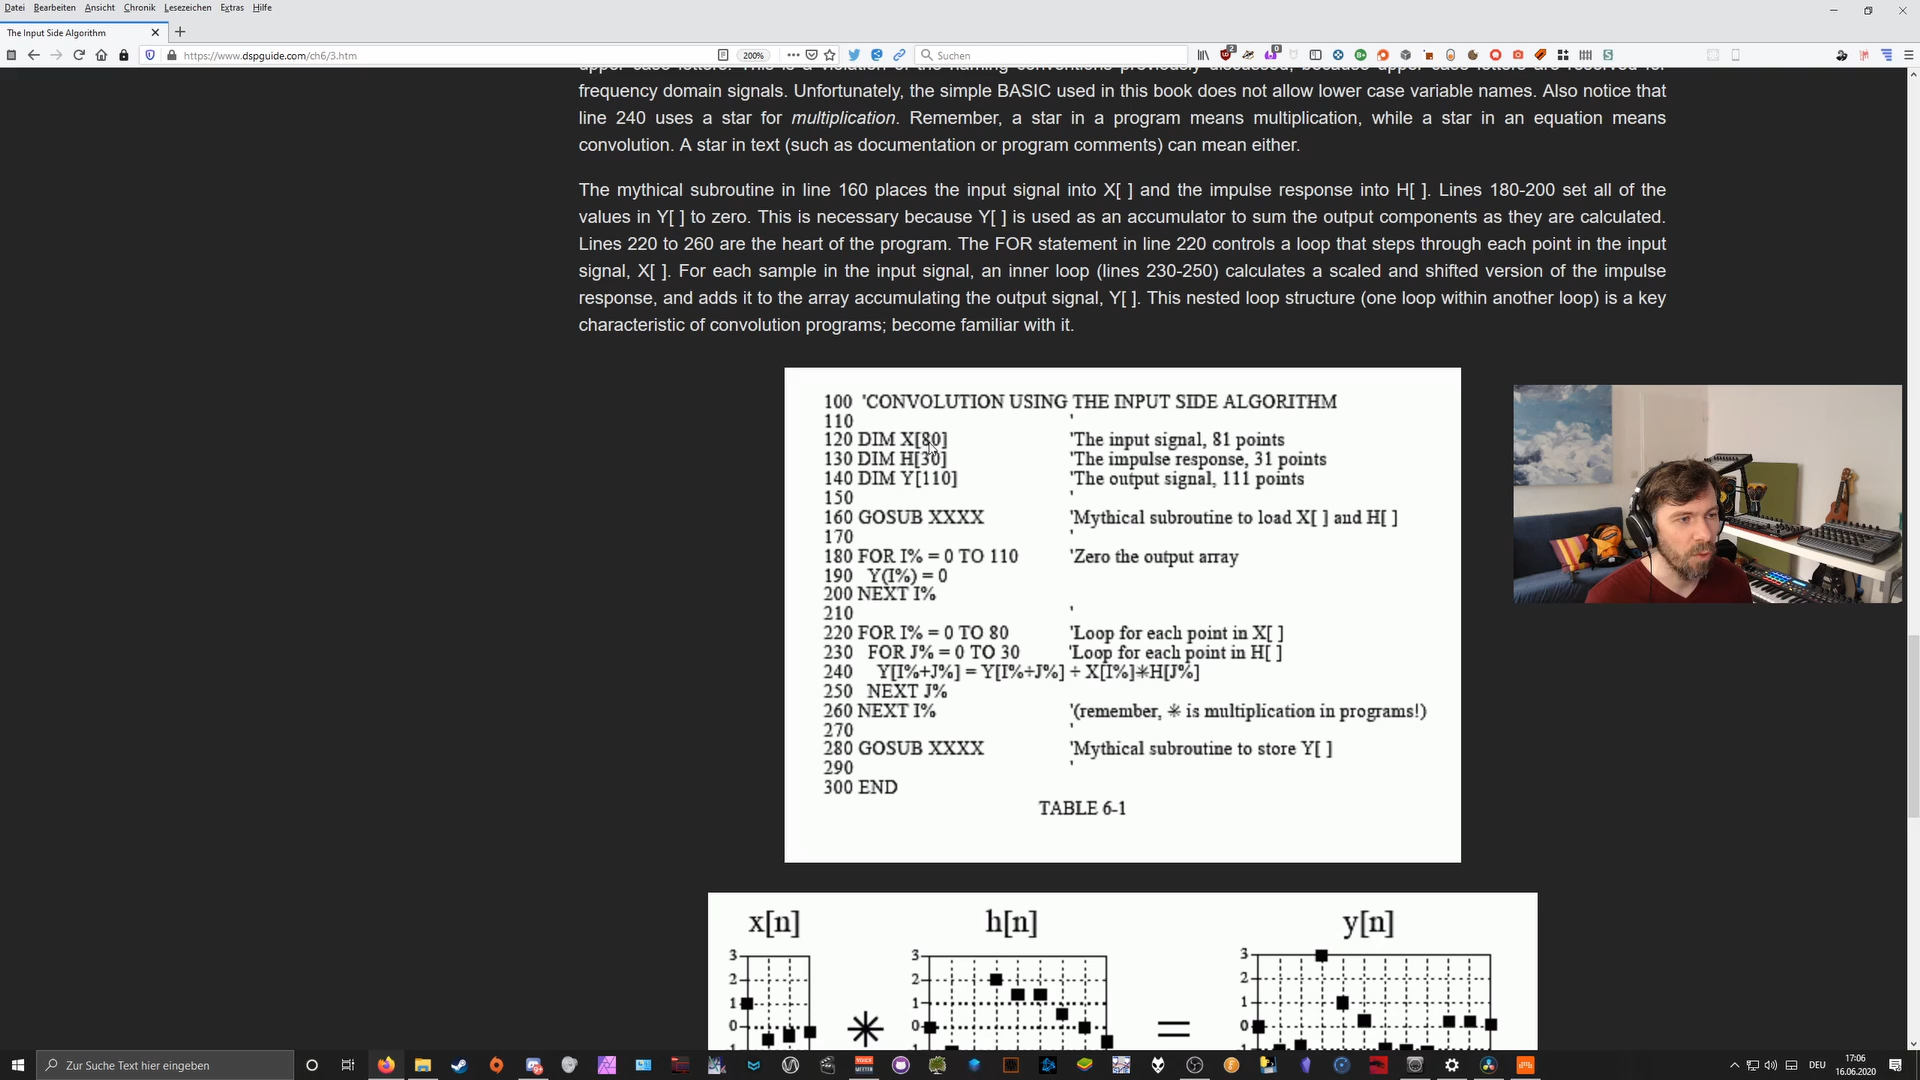 Datei Bearbeiten Ansicht Chronik Lesezeichen Extras Hilfe
The Input Side Algorithm
https://www.dspguide.com/ch6/3.htm
200%
Suchen
2
0
frequency domain signals. Unfortunately, the simple BASIC used in this book does not allow lower case variable names. Also notice that
line 240 uses a star for multiplication. Remember, a star in a program means multiplication, while a star in an equation means
convolution. A star in text (such as documentation or program comments) can mean either.
The mythical subroutine in line 160 places the input signal into X[ ] and the impulse response into H[ ]. Lines 180-200 set all of the
values in Y[ ] to zero. This is necessary because Y[ ] is used as an accumulator to sum the output components as they are calculated.
Lines 220 to 260 are the heart of the program. The FOR statement in line 220 controls a loop that steps through each point in the input
signal, X[ ]. For each sample in the input signal, an inner loop (lines 230-250) calculates a scaled and shifted version of the impulse
response, and adds it to the array accumulating the output signal, Y[ ]. This nested loop structure (one loop within another loop) is a key
characteristic of convolution programs; become familiar with it.
100 'CONVOLUTION USING THE INPUT SIDE ALGORITHM
110 '
120 DIM X[80] 'The input signal, 81 points
130 DIM H[30] 'The impulse response, 31 points
140 DIM Y[110] 'The output signal, 111 points
150 '
160 GOSUB XXXX 'Mythical subroutine to load X[ ] and H[ ]
170 '
180 FOR I% = 0 TO 110 'Zero the output array
190 Y(I%) = 0
200 NEXT I%
210 '
220 FOR I% = 0 TO 80 'Loop for each point in X[ ]
230 FOR J% = 0 TO 30 'Loop for each point in H[ ]
240 Y[I%+J%] = Y[I%+J%] + X[I%]✳H[J%]
250 NEXT J%
260 NEXT I% '(remember, ✳ is multiplication in programs!)
270 '
280 GOSUB XXXX 'Mythical subroutine to store Y[ ]
290 '
300 END
TABLE 6-1
x[n] h[n] y[n]
3 3 3
2 2 2
1 1 1
0 ✳ 0 = 0
Zur Suche Text hier eingeben
DEU
17:06
16.06.2020